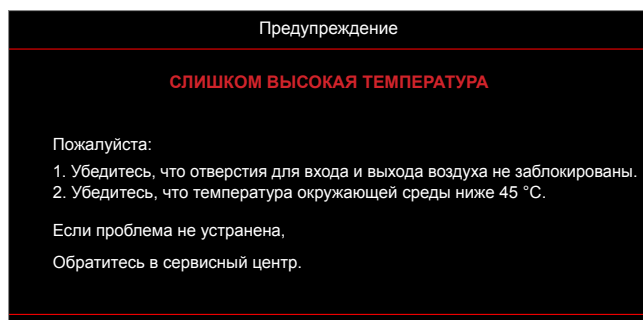 Предупреждение
СЛИШКОМ ВЫСОКАЯ ТЕМПЕРАТУРА
Пожалуйста:
1. Убедитесь, что отверстия для входа и выхода воздуха не заблокированы.
2. Убедитесь, что температура окружающей среды ниже 45 °C.
Если проблема не устранена,
Обратитесь в сервисный центр.